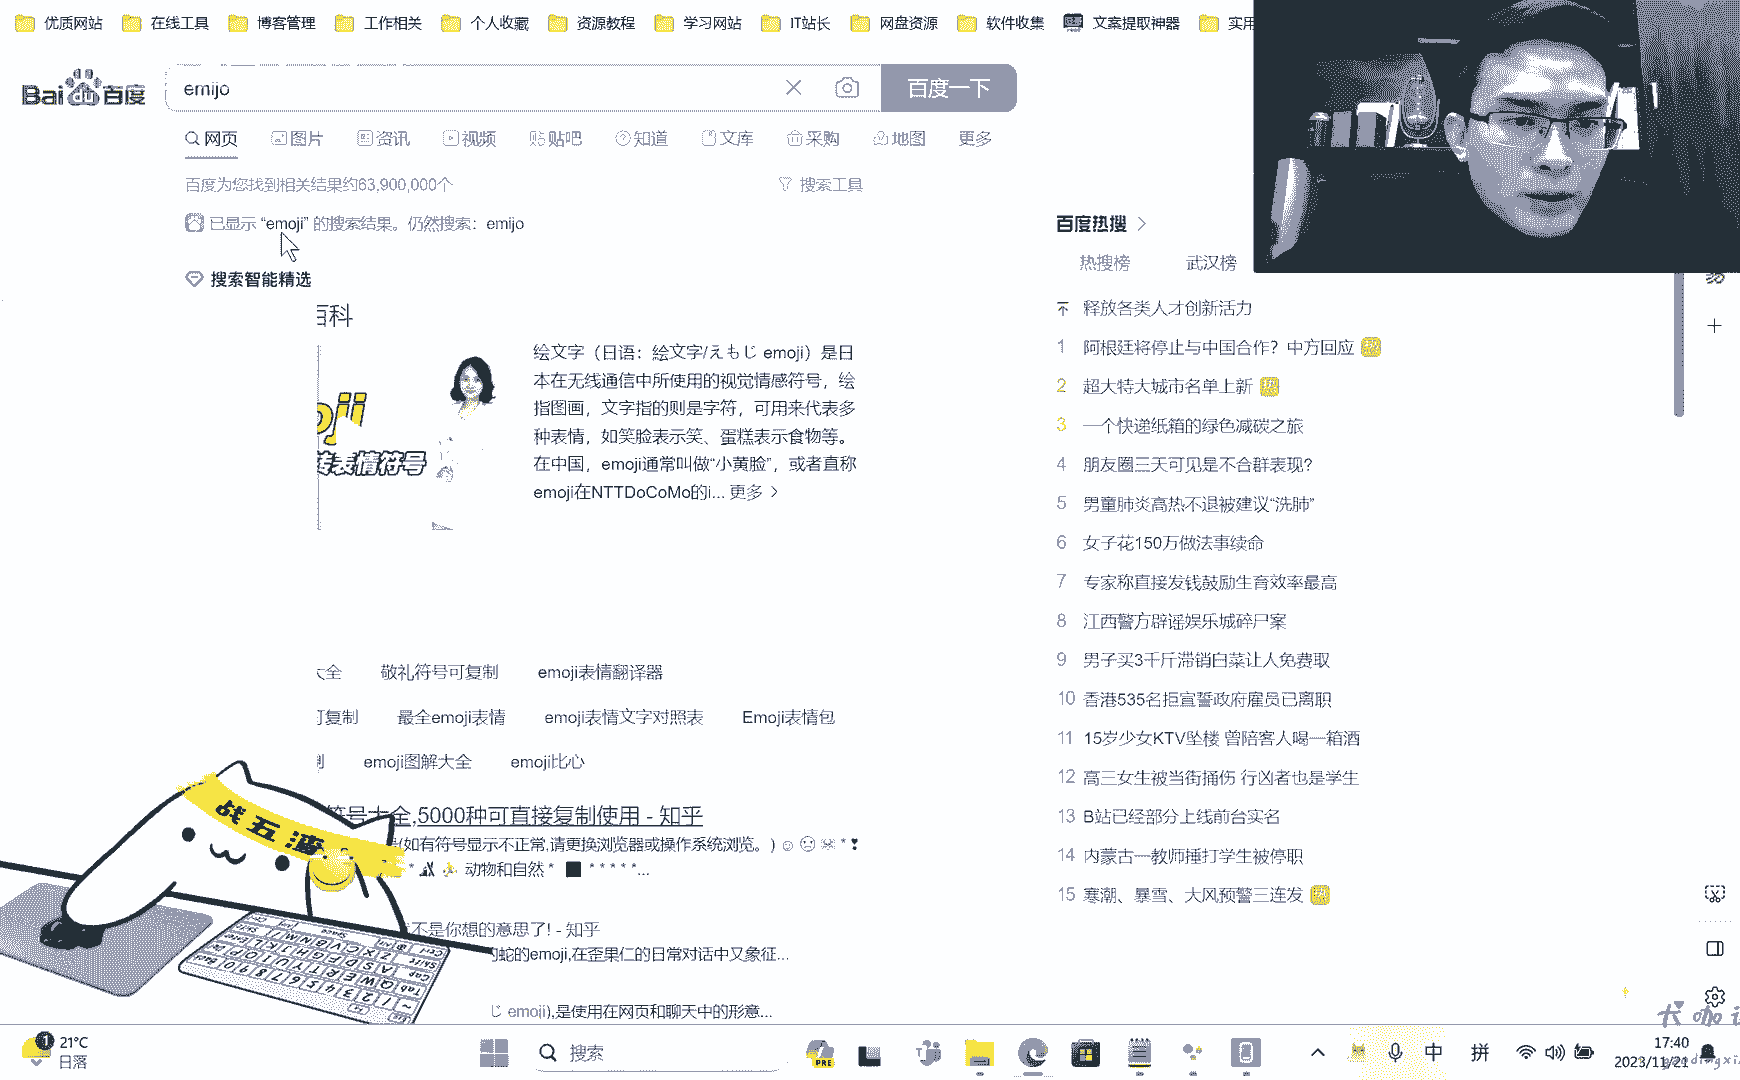 优质网站 在线工具 博客管理 工作相关 个人收藏 资源教程 学习网站 IT站长 网盘资源 软件收集 文案提取神器 实用
Bai du 百度 emijo 百度一下
网页 图片 资讯 视频 贴吧 知道 文库 采购 地图 更多
百度为您找到相关结果约63,900,000个 搜索工具
已显示 “emoji” 的搜索结果。仍然搜索：emijo
搜索智能精选
百科
绘文字（日语：绘文字/えもじ emoji）是日
本在无线通信中所使用的视觉情感符号，绘
指图画，文字指的则是字符，可用来代表多
种表情，如笑脸表示笑、蛋糕表示食物等。
在中国，emoji通常叫做“小黄脸”，或者直称
emoji在NTTDoCoMo的i... 更多 >
oji
表情符号
大全 敬礼符号可复制 emoji表情翻译器
可复制 最全emoji表情 emoji表情文字对照表 Emoji表情包
emoji图解大全 emoji比心
符号大全,5000种可直接复制使用 - 知乎
(如有符号显示不正常,请更换浏览器或操作系统浏览。)
动物和自然 * ■ * * * * *...
不是你想的意思了! - 知乎
的蛇的emoji,在歪果仁的日常对话中又象征...
じ emoji),是使用在网页和聊天中的形意...
百度热搜 >
热搜榜 武汉榜
释放各类人才创新活力
1 阿根廷将停止与中国合作？中方回应 热
2 超大特大城市名单上新 热
3 一个快递纸箱的绿色减碳之旅
4 朋友圈三天可见是不合群表现?
5 男童肺炎高热不退被建议“洗肺”
6 女子花150万做法事续命
7 专家称直接发钱鼓励生育效率最高
8 江西警方辟谣娱乐城碎尸案
9 男子买3千斤滞销白菜让人免费取
10 香港535名拒宣誓政府雇员已离职
11 15岁少女KTV坠楼 曾陪客人喝一箱酒
12 高三女生被当街捅伤 行凶者也是学生
13 B站已经部分上线前台实名
14 内蒙古一教师捶打学生被停职
15 寒潮、暴雪、大风预警三连发
战五渣
1 21°C
日落
搜索
PRE
中 拼
17:40
2023/11/21